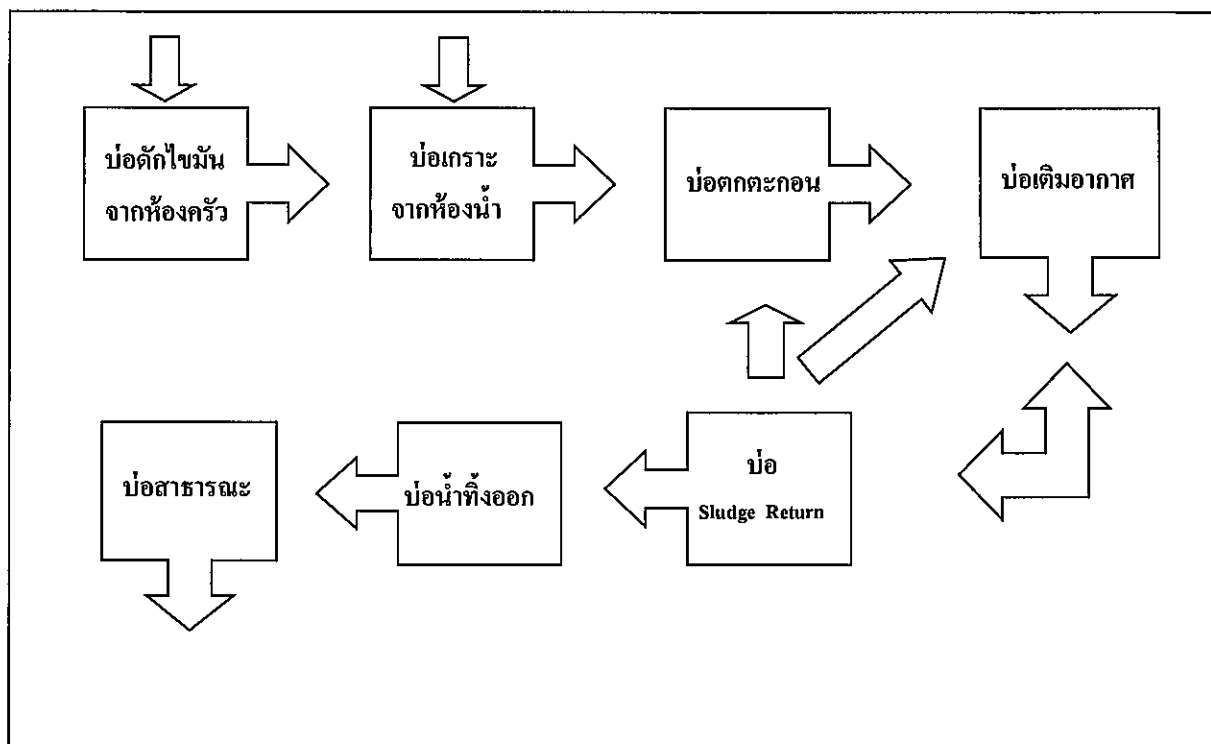 บ่อดักไขมัน
จากห้องครัว
บ่อเกราะ
จากห้องน้ำ
บ่อตกตะกอน
บ่อเติมอากาศ
บ่อสาธารณะ
บ่อน้ำทิ้งออก
บ่อ
Sludge Return